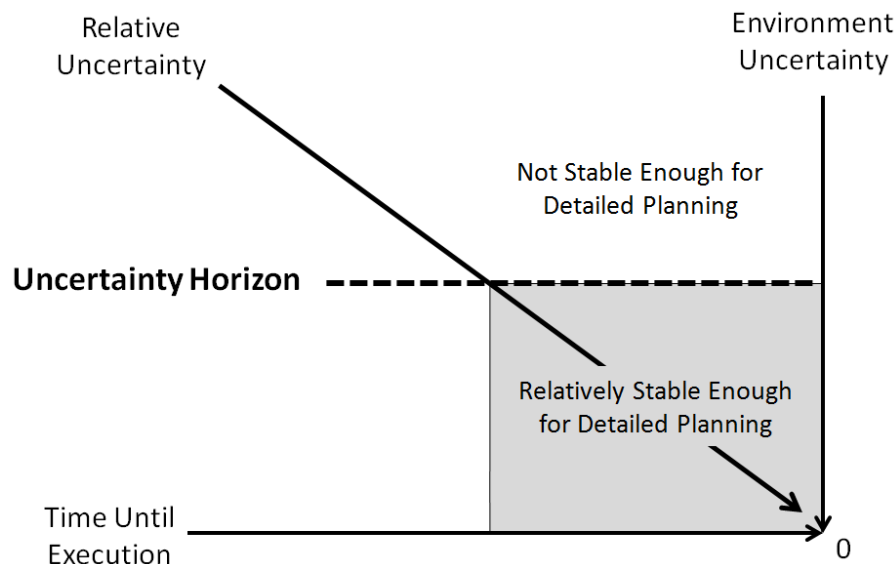 Relative
Uncertainty
Environment
Uncertainty
Not Stable Enough for
Detailed Planning
Uncertainty Horizon
Relatively Stable Enough
for Detailed Planning
Time Until
Execution
0